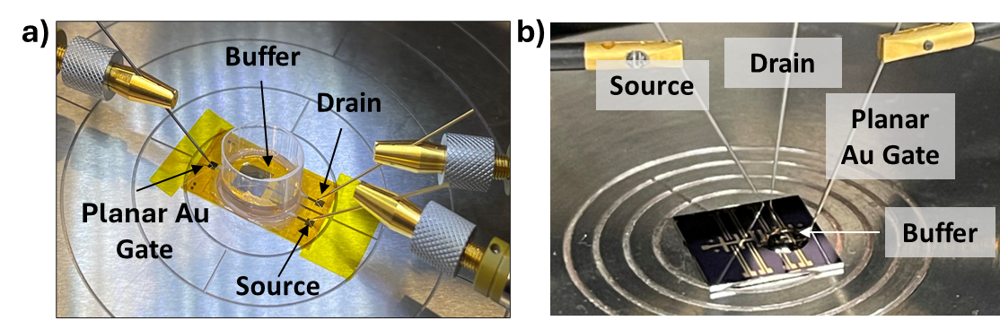 a)
Buffer
Drain
Planar Au
Gate
Source
b)
Source
Drain
Planar
Au Gate
Buffer